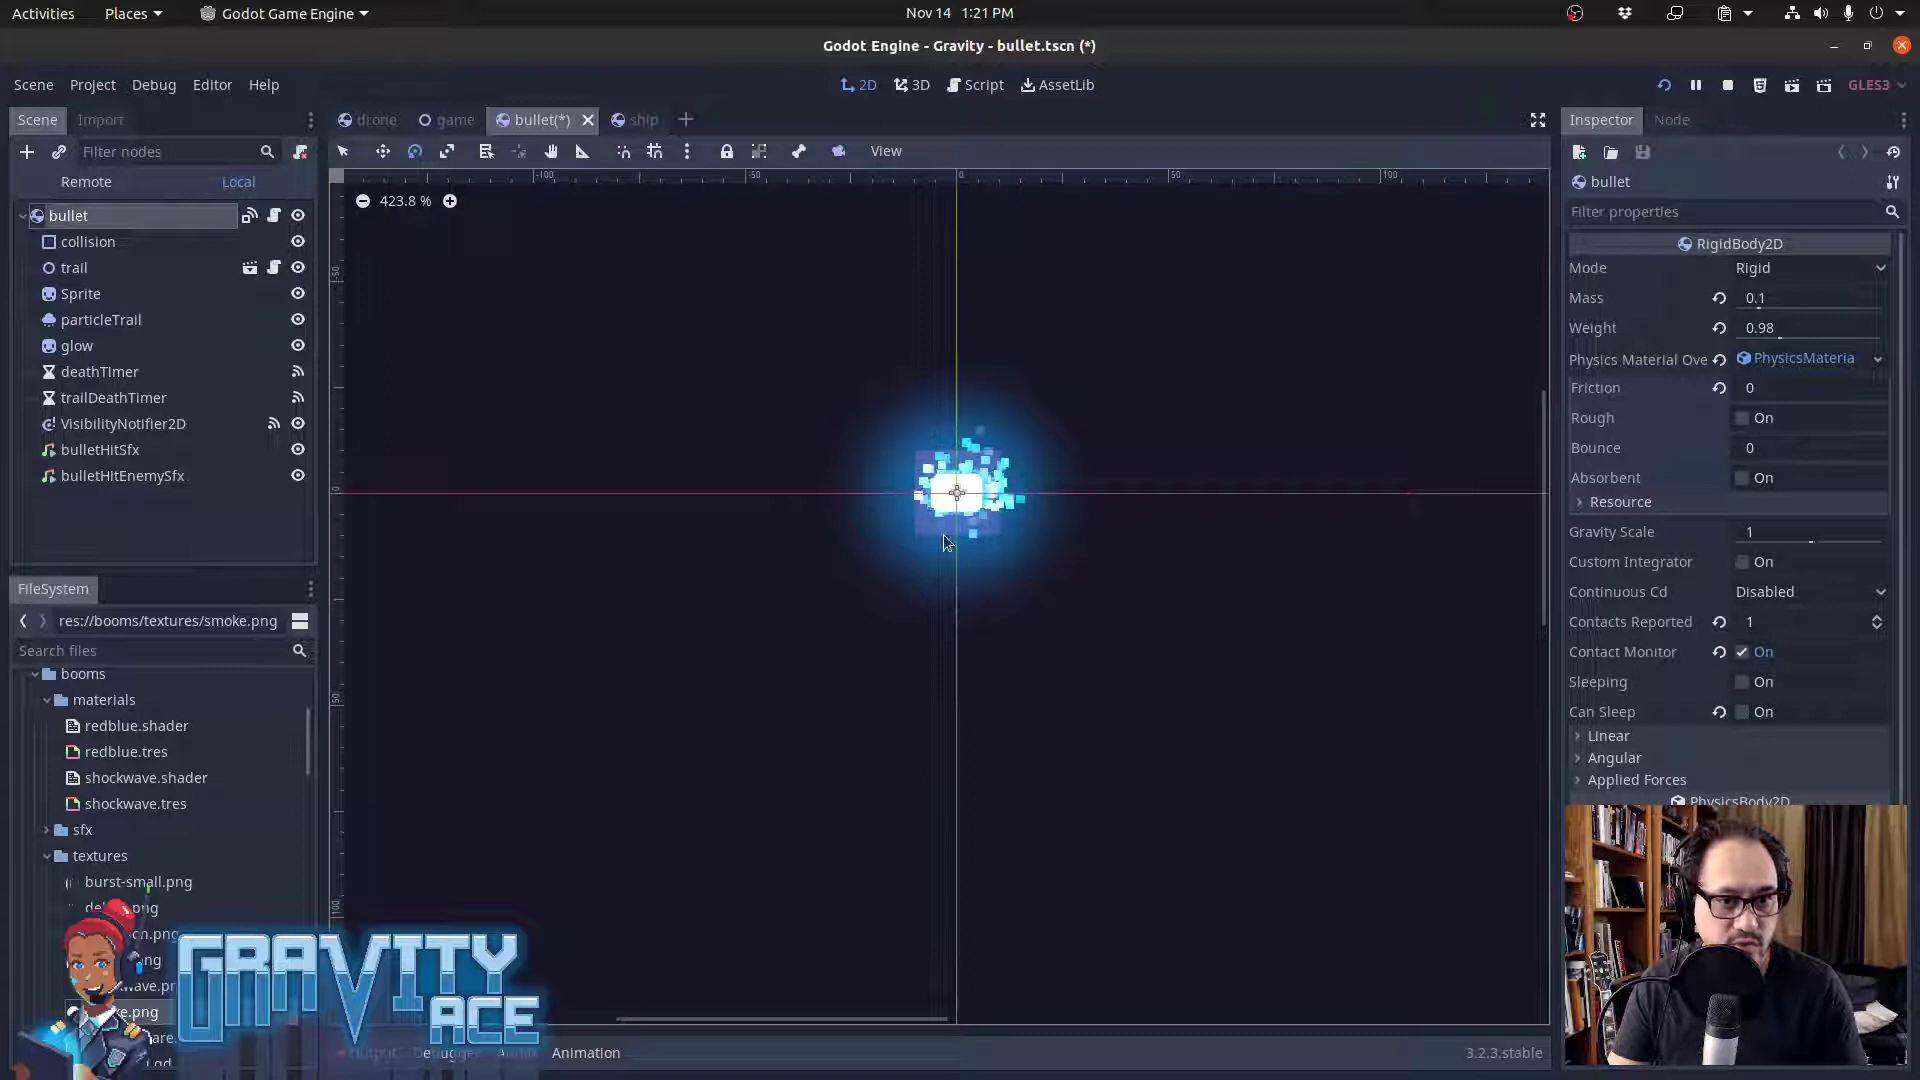 Activities
Places
Godot Game Engine
Nov 14 1:21 PM
Godot Engine - Gravity - bullet.tscn (*)
Scene Project Debug Editor Help
2D 3D Script AssetLib
GLES3
Scene Import
drone game bullet(*) ship
Inspector Node
Filter nodes
View
Remote Local
bullet
423.8 %
-100 -50 0 50 100
bullet
collision
trail
Sprite
particleTrail
glow
deathTimer
trailDeathTimer
VisibilityNotifier2D
bulletHitSfx
bulletHitEnemySfx
Filter properties
RigidBody2D
Mode Rigid
Mass 0.1
Weight 0.98
Physics Material Ove PhysicsMateria
Friction 0
Rough On
Bounce 0
Absorbent On
Resource
Gravity Scale 1
Custom Integrator On
Continuous Cd Disabled
Contacts Reported 1
Contact Monitor On
Sleeping On
Can Sleep On
Linear
Angular
Applied Forces
PhysicsBody2D
FileSystem
res://booms/textures/smoke.png
Search files
booms
materials
redblue.shader
redblue.tres
shockwave.shader
shockwave.tres
sfx
textures
burst-small.png
GRAVITY
ACE
Animation
3.2.3.stable